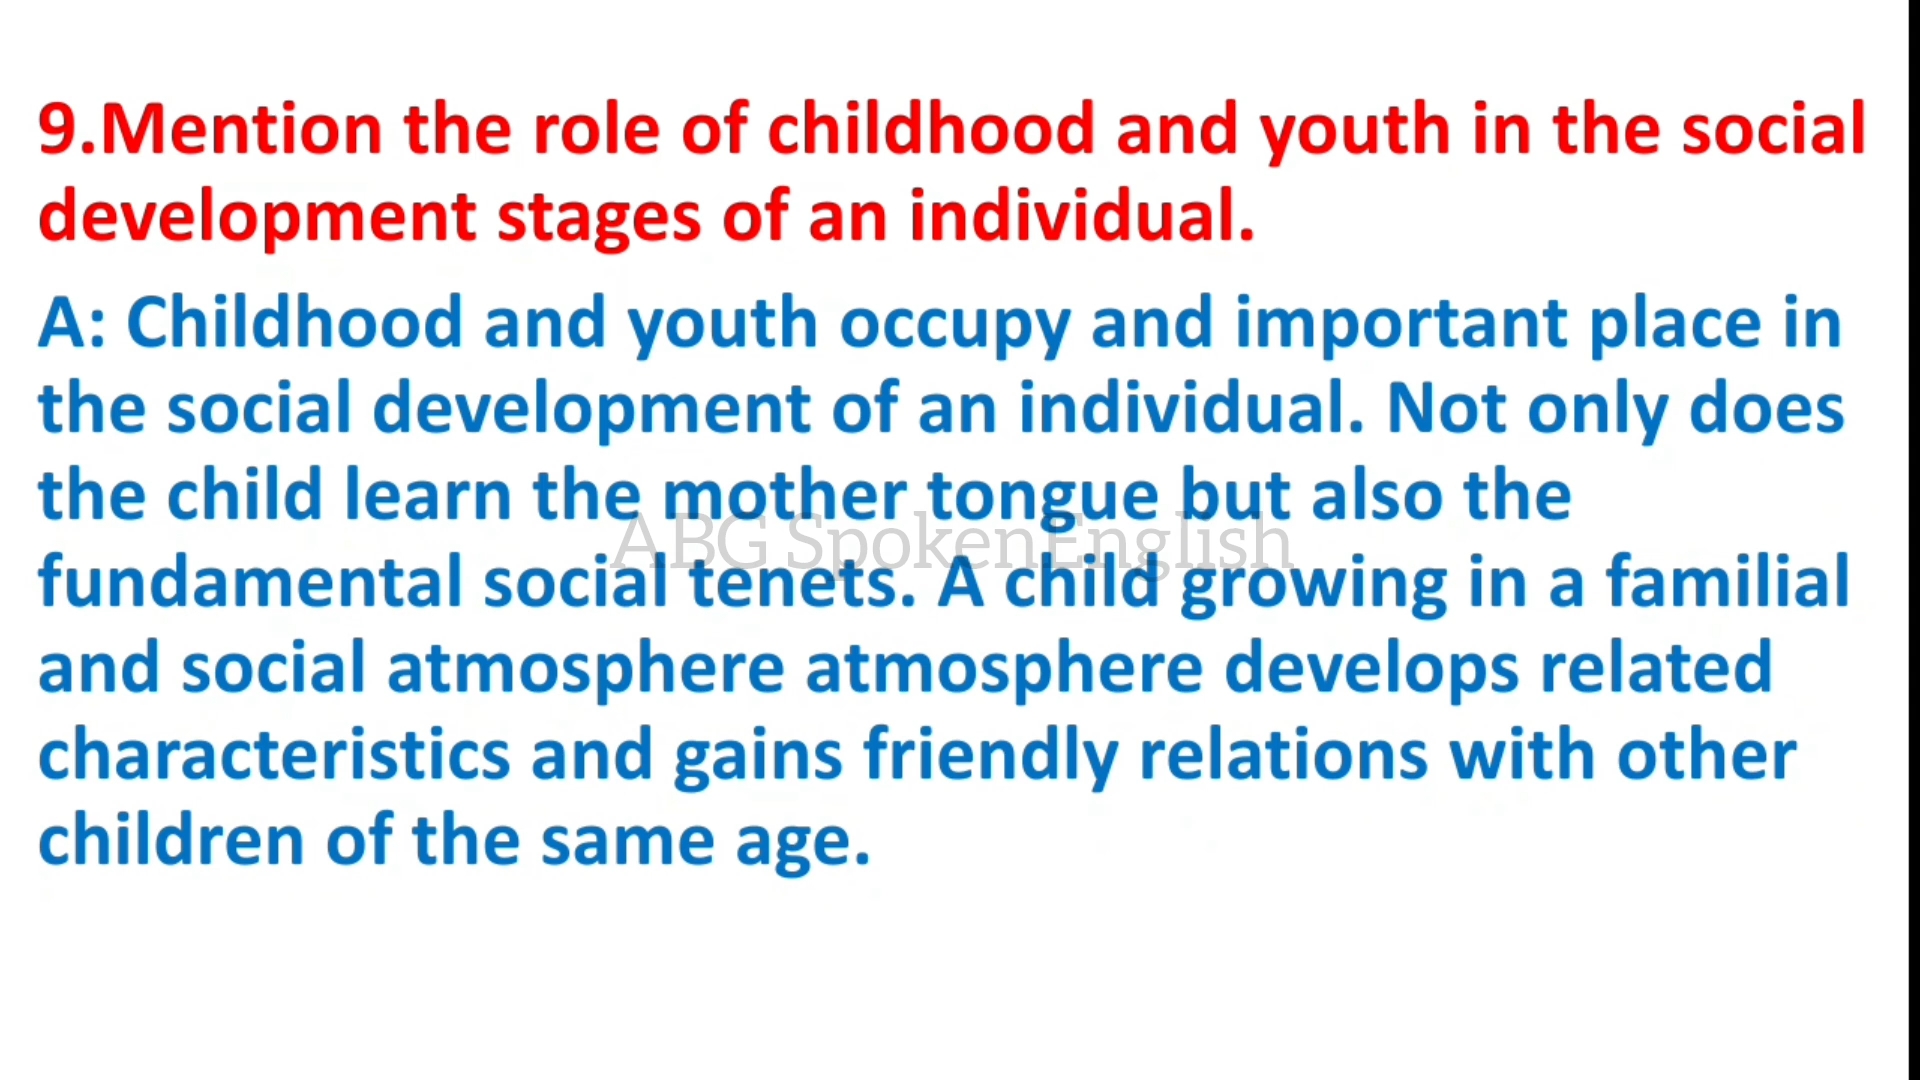 9.Mention the role of childhood and youth in the social
development stages of an individual.
A: Childhood and youth occupy and important place in
the social development of an individual. Not only does
the child learn the mother tongue but also the
ABG SpokenEnglish
fundamental social tenets. A child growing in a familial
and social atmosphere atmosphere develops related
characteristics and gains friendly relations with other
children of the same age.